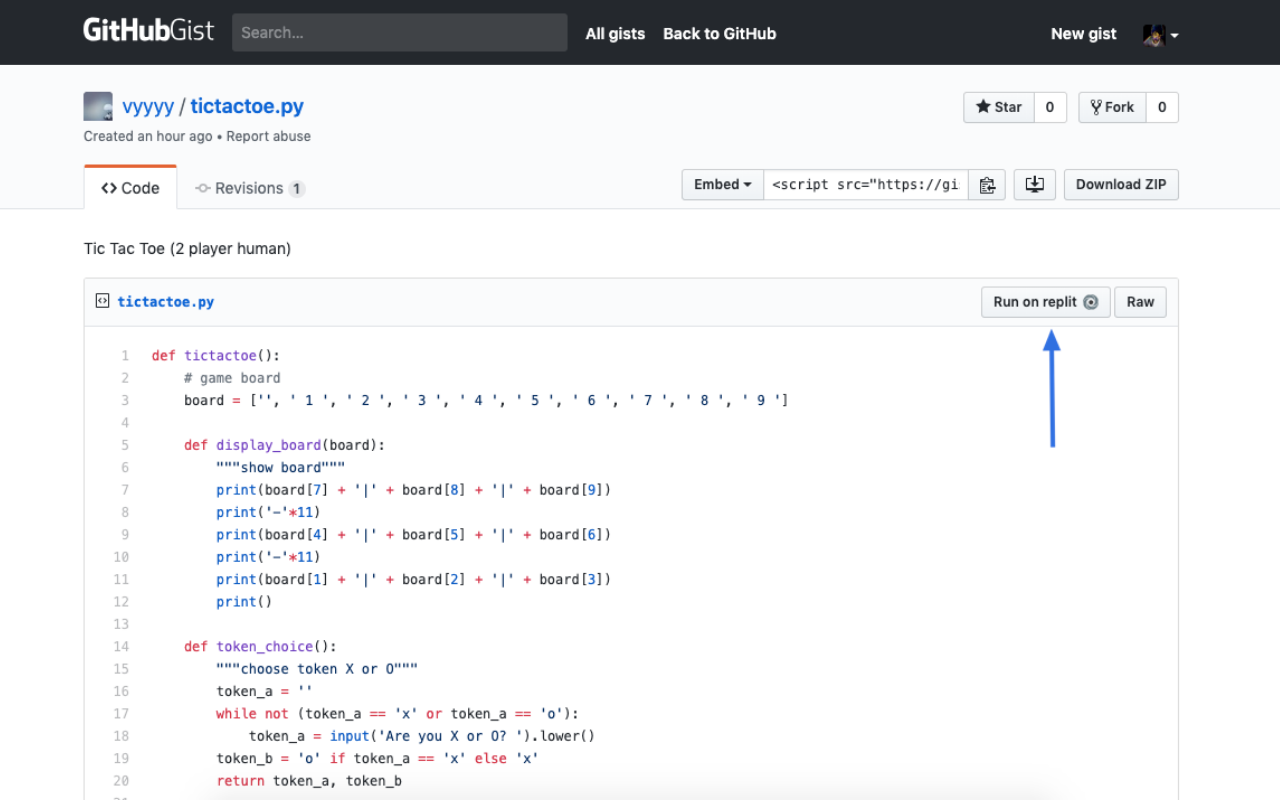 GitHubGist Search... All gists Back to GitHub New gist
vyyyy / tictactoe.py Star 0 Fork 0
Created an hour ago • Report abuse
Code Revisions 1 Embed <script src="https://gi Download ZIP
Tic Tac Toe (2 player human)
tictactoe.py Run on replit Raw
1 def tictactoe():
2     # game board
3     board = ['', ' 1 ', ' 2 ', ' 3 ', ' 4 ', ' 5 ', ' 6 ', ' 7 ', ' 8 ', ' 9 ']
4
5     def display_board(board):
6         """show board"""
7         print(board[7] + '|' + board[8] + '|' + board[9])
8         print('-'*11)
9         print(board[4] + '|' + board[5] + '|' + board[6])
10         print('-'*11)
11         print(board[1] + '|' + board[2] + '|' + board[3])
12         print()
13
14     def token_choice():
15         """choose token X or O"""
16         token_a = ''
17         while not (token_a == 'x' or token_a == 'o'):
18             token_a = input('Are you X or O? ').lower()
19         token_b = 'o' if token_a == 'x' else 'x'
20         return token_a, token_b